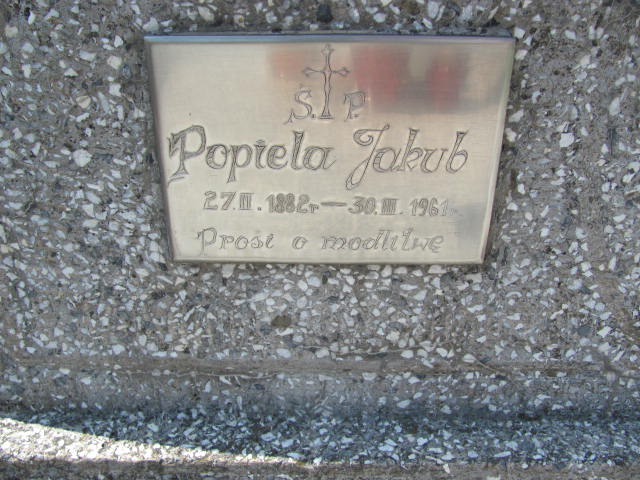 Ś. P.
Popiela Jakub
27.II.1882r — 30.III.1961r.
Prosi o modlitwę